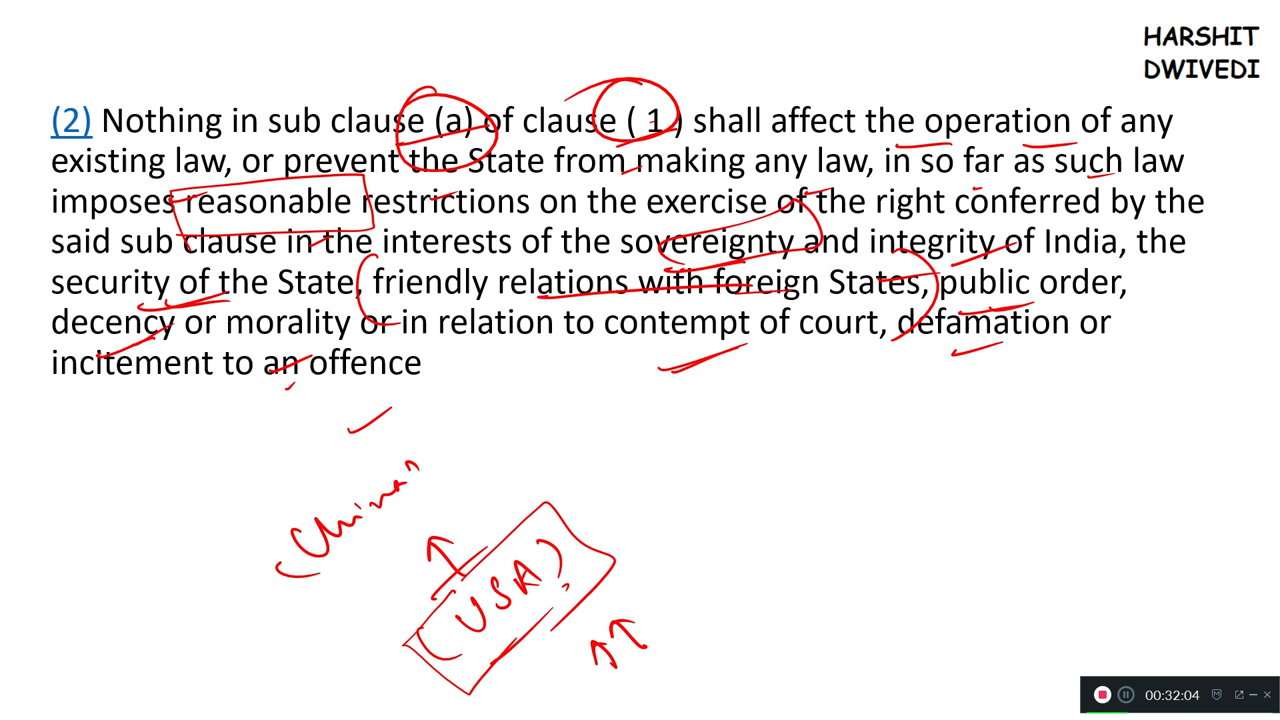 HARSHIT
DWIVEDI
(2) Nothing in sub clause (a) of clause ( 1 ) shall affect the operation of any
existing law, or prevent the State from making any law, in so far as such law
imposes reasonable restrictions on the exercise of the right conferred by the
said sub clause in the interests of the sovereignty and integrity of India, the
security of the State, friendly relations with foreign States, public order,
decency or morality or in relation to contempt of court, defamation or
incitement to an offence
(China)
(USA)
00:32:04